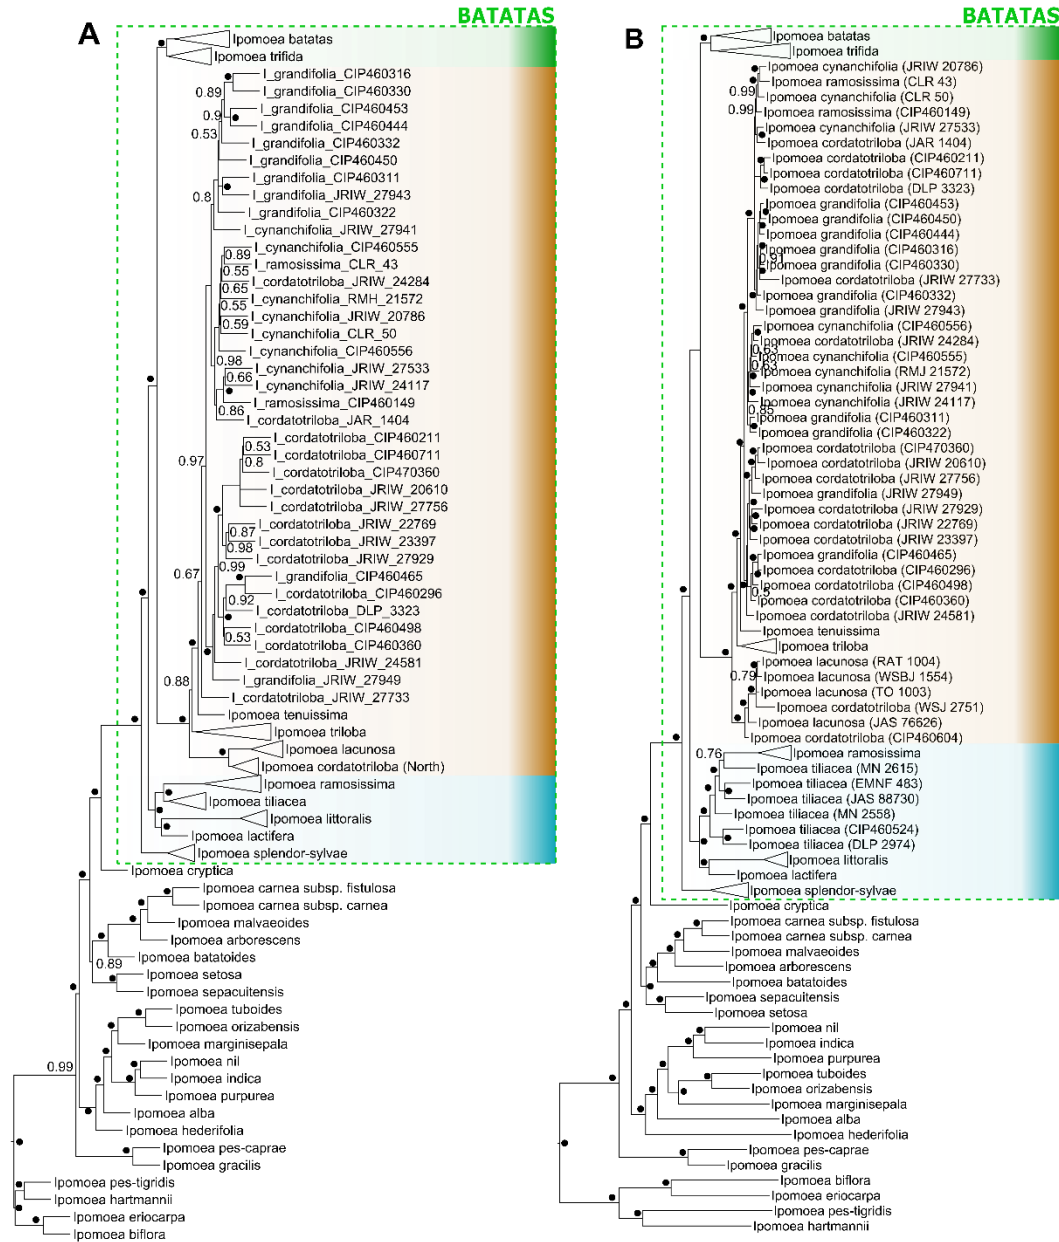 A
BATATAS
Ipomoea batatas
Ipomoea trifida
I_grandifolia_CIP460316
0.89
I_grandifolia_CIP460330
I_grandifolia_CIP460453
0.9
I_grandifolia_CIP460444
0.53
I_grandifolia_CIP460332
I_grandifolia_CIP460450
I_grandifolia_CIP460311
0.8
I_grandifolia_JRIW_27943
I_grandifolia_CIP460322
I_cynanchifolia_JRIW_27941
I_cynanchifolia_CIP460555
0.89
I_ramosissima_CLR_43
0.55
I_cordatotriloba_JRIW_24284
0.65
I_cynanchifolia_RMH_21572
0.55
I_cynanchifolia_JRIW_20786
0.59
I_cynanchifolia_CLR_50
I_cynanchifolia_CIP460556
0.98
I_cynanchifolia_JRIW_27533
0.66
I_cynanchifolia_JRIW_24117
I_ramosissima_CIP460149
0.86
I_cordatotriloba_JAR_1404
I_cordatotriloba_CIP460211
0.53
I_cordatotriloba_CIP460711
0.97
0.8
I_cordatotriloba_CIP470360
I_cordatotriloba_JRIW_20610
I_cordatotriloba_JRIW_27756
I_cordatotriloba_JRIW_22769
0.87
I_cordatotriloba_JRIW_23397
0.98
I_cordatotriloba_JRIW_27929
0.99
0.67
I_grandifolia_CIP460465
I_cordatotriloba_CIP460296
0.92
I_cordatotriloba_DLP_3323
I_cordatotriloba_CIP460498
0.53
I_cordatotriloba_CIP460360
I_cordatotriloba_JRIW_24581
0.88
I_grandifolia_JRIW_27949
I_cordatotriloba_JRIW_27733
Ipomoea tenuissima
Ipomoea triloba
Ipomoea lacunosa
Ipomoea cordatotriloba (North)
Ipomoea ramosissima
Ipomoea tiliacea
Ipomoea littoralis
Ipomoea lactifera
Ipomoea splendor-sylvae
Ipomoea cryptica
Ipomoea carnea subsp. fistulosa
Ipomoea carnea subsp. carnea
Ipomoea malvaeoides
Ipomoea arborescens
Ipomoea batatoides
0.89
Ipomoea setosa
Ipomoea sepacuitensis
Ipomoea tuboides
Ipomoea orizabensis
Ipomoea marginisepala
0.99
Ipomoea nil
Ipomoea indica
Ipomoea purpurea
Ipomoea alba
Ipomoea hederifolia
Ipomoea pes-caprae
Ipomoea gracilis
Ipomoea pes-tigridis
Ipomoea hartmannii
Ipomoea eriocarpa
Ipomoea biflora
B
BATATAS
Ipomoea batatas
Ipomoea trifida
Ipomoea cynanchifolia (JRIW 20786)
Ipomoea ramosissima (CLR 43)
0.99
Ipomoea cynanchifolia (CLR 50)
0.99
Ipomoea ramosissima (CIP460149)
Ipomoea cynanchifolia (JRIW 27533)
Ipomoea cordatotriloba (JAR 1404)
Ipomoea cordatotriloba (CIP460211)
Ipomoea cordatotriloba (CIP460711)
Ipomoea cordatotriloba (DLP 3323)
Ipomoea grandifolia (CIP460453)
Ipomoea grandifolia (CIP460450)
Ipomoea grandifolia (CIP460444)
Ipomoea grandifolia (CIP460316)
0.91
Ipomoea grandifolia (CIP460330)
Ipomoea cordatotriloba (JRIW 27733)
Ipomoea grandifolia (CIP460332)
Ipomoea grandifolia (JRIW 27943)
Ipomoea cynanchifolia (CIP460556)
Ipomoea cordatotriloba (JRIW 24284)
0.63
Ipomoea cynanchifolia (CIP460555)
0.63
Ipomoea cynanchifolia (RMJ 21572)
Ipomoea cynanchifolia (JRIW 27941)
Ipomoea cynanchifolia (JRIW 24117)
0.85
Ipomoea grandifolia (CIP460311)
Ipomoea grandifolia (CIP460322)
Ipomoea cordatotriloba (CIP470360)
Ipomoea cordatotriloba (JRIW 20610)
Ipomoea cordatotriloba (JRIW 27756)
Ipomoea grandifolia (JRIW 27949)
Ipomoea cordatotriloba (JRIW 27929)
Ipomoea cordatotriloba (JRIW 22769)
Ipomoea cordatotriloba (JRIW 23397)
Ipomoea grandifolia (CIP460465)
Ipomoea cordatotriloba (CIP460296)
Ipomoea cordatotriloba (CIP460498)
0.5
Ipomoea cordatotriloba (CIP460360)
Ipomoea cordatotriloba (JRIW 24581)
Ipomoea tenuissima
Ipomoea triloba
Ipomoea lacunosa (RAT 1004)
0.79
Ipomoea lacunosa (WSBJ 1554)
Ipomoea lacunosa (TO 1003)
Ipomoea cordatotriloba (WSJ 2751)
Ipomoea lacunosa (JAS 76626)
Ipomoea cordatotriloba (CIP460604)
0.76
Ipomoea ramosissima
Ipomoea tiliacea (MN 2615)
Ipomoea tiliacea (EMNF 483)
Ipomoea tiliacea (JAS 88730)
Ipomoea tiliacea (MN 2558)
Ipomoea tiliacea (CIP460524)
Ipomoea tiliacea (DLP 2974)
Ipomoea littoralis
Ipomoea lactifera
Ipomoea splendor-sylvae
Ipomoea cryptica
Ipomoea carnea subsp. fistulosa
Ipomoea carnea subsp. carnea
Ipomoea malvaeoides
Ipomoea arborescens
Ipomoea batatoides
Ipomoea sepacuitensis
Ipomoea setosa
Ipomoea nil
Ipomoea indica
Ipomoea purpurea
Ipomoea tuboides
Ipomoea orizabensis
Ipomoea marginisepala
Ipomoea alba
Ipomoea hederifolia
Ipomoea pes-caprae
Ipomoea gracilis
Ipomoea biflora
Ipomoea eriocarpa
Ipomoea pes-tigridis
Ipomoea hartmannii